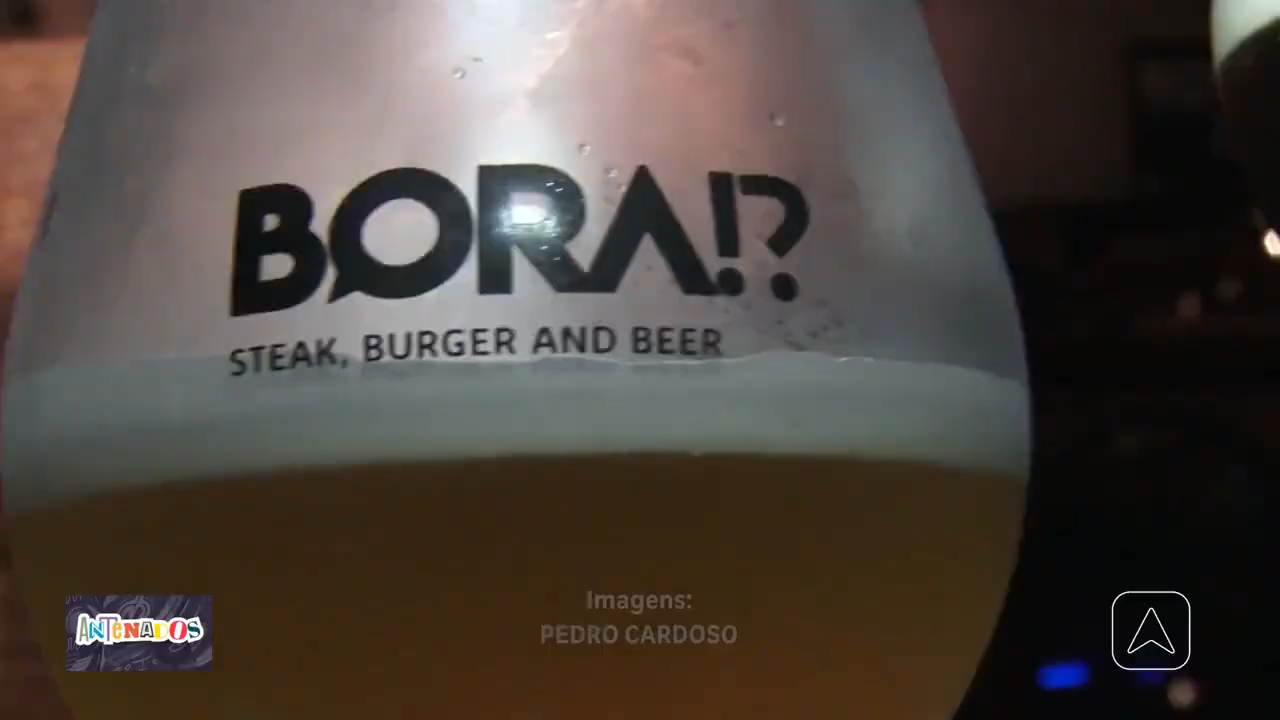 BORA!?
STEAK, BURGER AND BEER
Imagens:
PEDRO CARDOSO
ANTENADOS